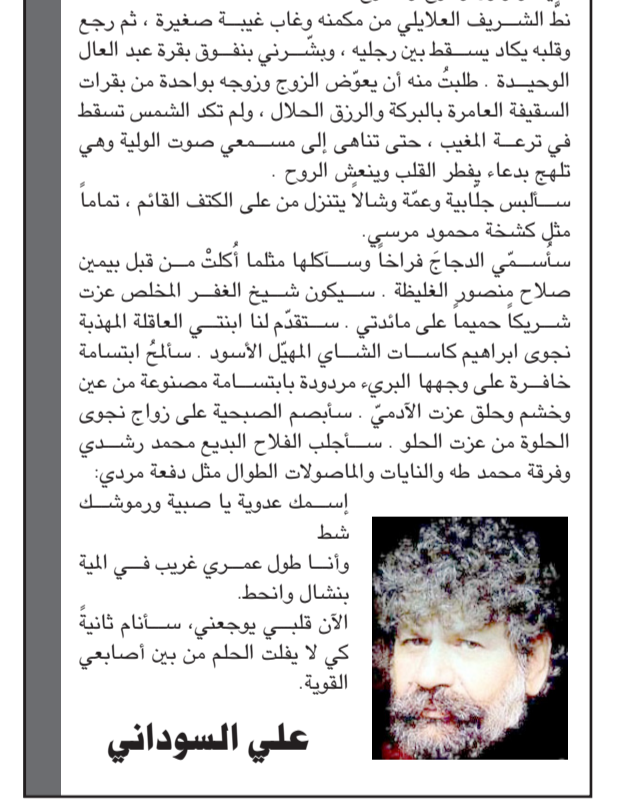 نطَّ الشريف العلايلي من مكمنه وغاب غيبة صغيرة ، ثم رجع
وقلبه يكاد يسقط بين رجليه ، وبشّرني بنفوق بقرة عبد العال
الوحيدة . طلبتُ منه أن يعوّض الزوج وزوجه بواحدة من بقرات
السقيفة العامرة بالبركة والرزق الحلال ، ولم تكد الشمس تسقط
في ترعة المغيب ، حتى تناهى إلى مسمعي صوت الولية وهي
تلهج بدعاء يفطر القلب وينعش الروح .
سألبس جلّابية وعمّة وشالاً يتنزل من على الكتف القائم ، تماماً
مثل كشخة محمود مرسي.
سأُسمّي الدجاجَ فراخاً وسآكلها مثلما أُكلتْ من قبل بيمين
صلاح منصور الغليظة . سيكون شيخ الغفر المخلص عزت
شريكاً حميماً على مائدتي . ستقدّم لنا ابنتي العاقلة المهذبة
نجوى ابراهيم كاسات الشاي المهيّل الأسود . سألمحُ ابتسامة
خافرة على وجهها البريء مردودة بابتسامة مصنوعة من عين
وخشم وحلق عزت الآدميّ . سأبصم الصبحية على زواج نجوى
الحلوة من عزت الحلو . سأجلب الفلاح البديع محمد رشدي
وفرقة محمد طه والنايات والماصولات الطوال مثل دفعة مردي:
إسمك عدوية يا صبية ورموشك
شط
وأنا طول عمري غريب في المية
بنشال وانحط.
الآن قلبي يوجعني، سأنام ثانيةً
كي لا يفلت الحلم من بين أصابعي
القوية.
علي السوداني